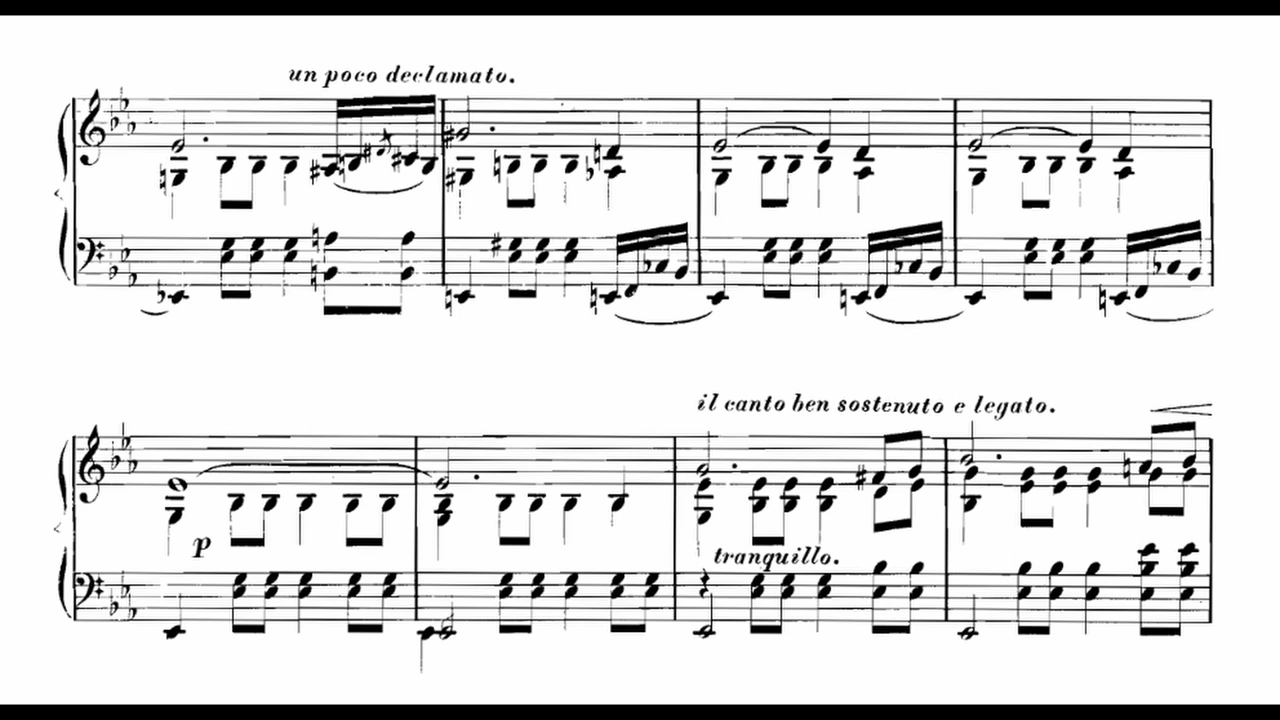 un poco declamato.
il canto ben sostenuto e legato.
p
tranquillo.